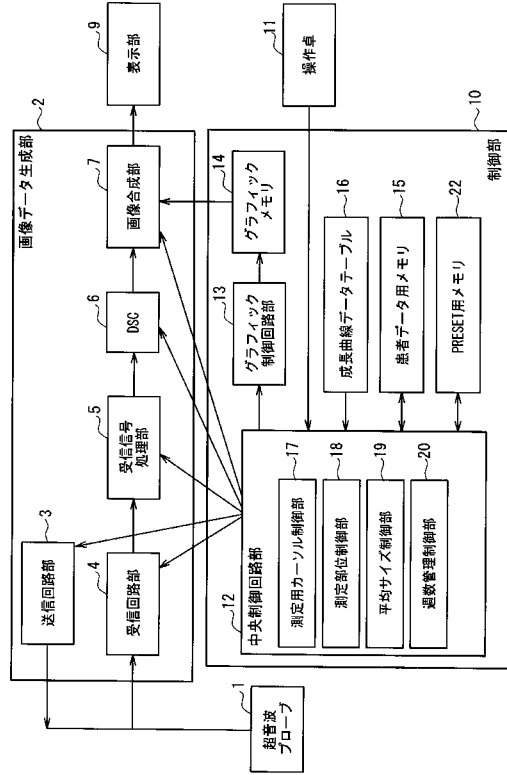 画像データ生成部
2
送信回路部
3
受信回路部
4
受信信号
処理部
5
DSC
6
画像合成部
7
表示部
9
超音波
プローブ
1
操作卓
11
制御部
10
中央制御回路部
12
測定用カーソル制御部
17
測定部位制御部
18
平均サイズ制御部
19
週数管理制御部
20
グラフィック
制御回路部
13
グラフィック
メモリ
14
成長曲線データテーブル
16
患者データ用メモリ
15
PRESET用メモリ
22